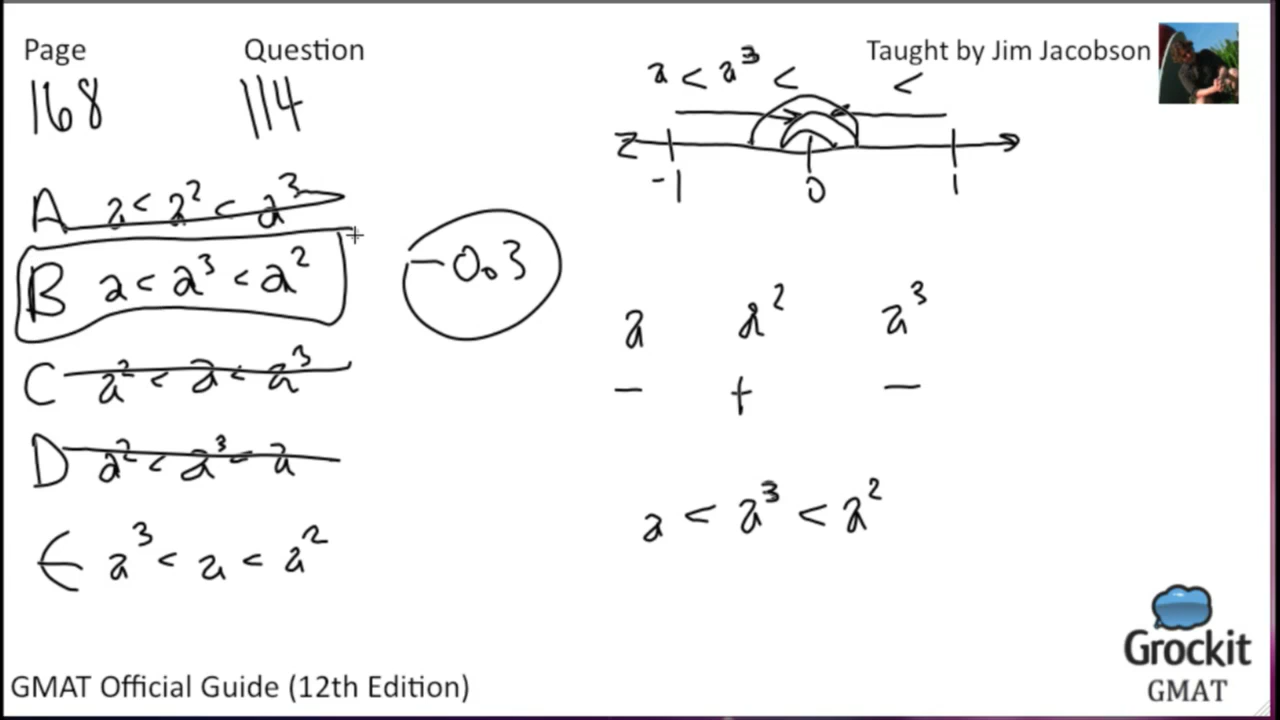 Page Question
168 114
Taught by Jim Jacobson
A a < a² < a³
B a < a³ < a²
C a² < a < a³
D a² < a³ < a
E a³ < a < a²
-0.3
a < a³ < <
-1 0 1
a a² a³
- + -
a < a³ < a²
Grockit
GMAT
GMAT Official Guide (12th Edition)